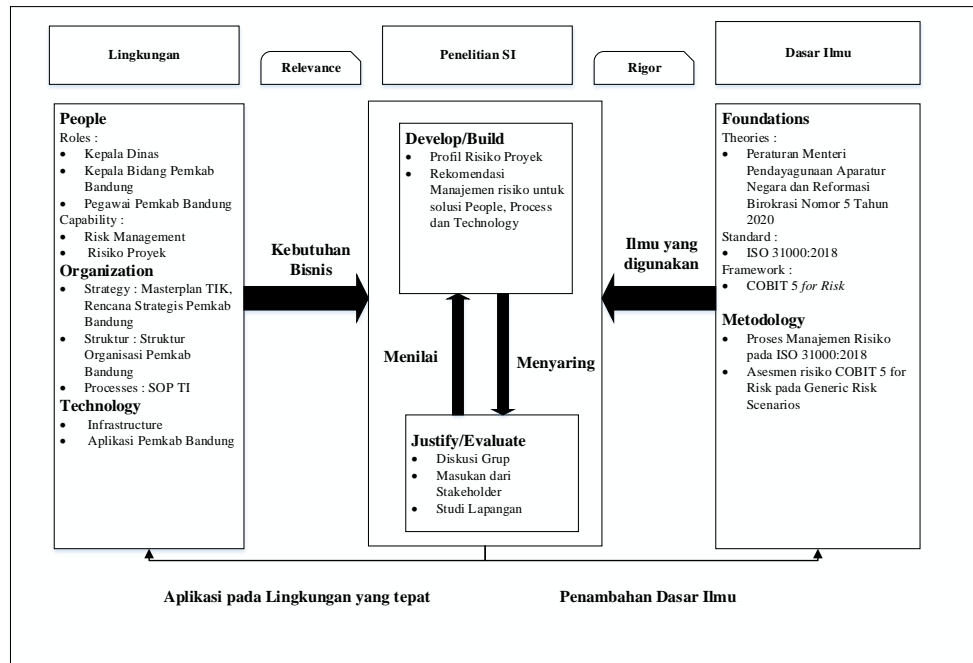 Lingkungan
Relevance
Penelitian SI
Rigor
Dasar Ilmu
People
Roles :
• Kepala Dinas
• Kepala Bidang Pemkab
Bandung
• Pegawai Pemkab Bandung
Capability :
• Risk Management
• Risiko Proyek
Organization
• Strategy : Masterplan TIK,
Rencana Strategis Pemkab
Bandung
• Struktur : Struktur
Organisasi Pemkab
Bandung
• Processes : SOP TI
Technology
• Infrastructure
• Aplikasi Pemkab Bandung
Kebutuhan
Bisnis
Develop/Build
• Profil Risiko Proyek
• Rekomendasi
Manajemen risiko untuk
solusi People, Process
dan Technology
Menilai
Menyaring
Justify/Evaluate
• Diskusi Grup
• Masukan dari
Stakeholder
• Studi Lapangan
Ilmu yang
digunakan
Foundations
Theories :
• Peraturan Menteri
Pendayagunaan Aparatur
Negara dan Reformasi
Birokrasi Nomor 5 Tahun
2020
Standard :
• ISO 31000:2018
Framework :
• COBIT 5 for Risk
Metodology
• Proses Manajemen Risiko
pada ISO 31000:2018
• Asesmen risiko COBIT 5 for
Risk pada Generic Risk
Scenarios
Aplikasi pada Lingkungan yang tepat
Penambahan Dasar Ilmu